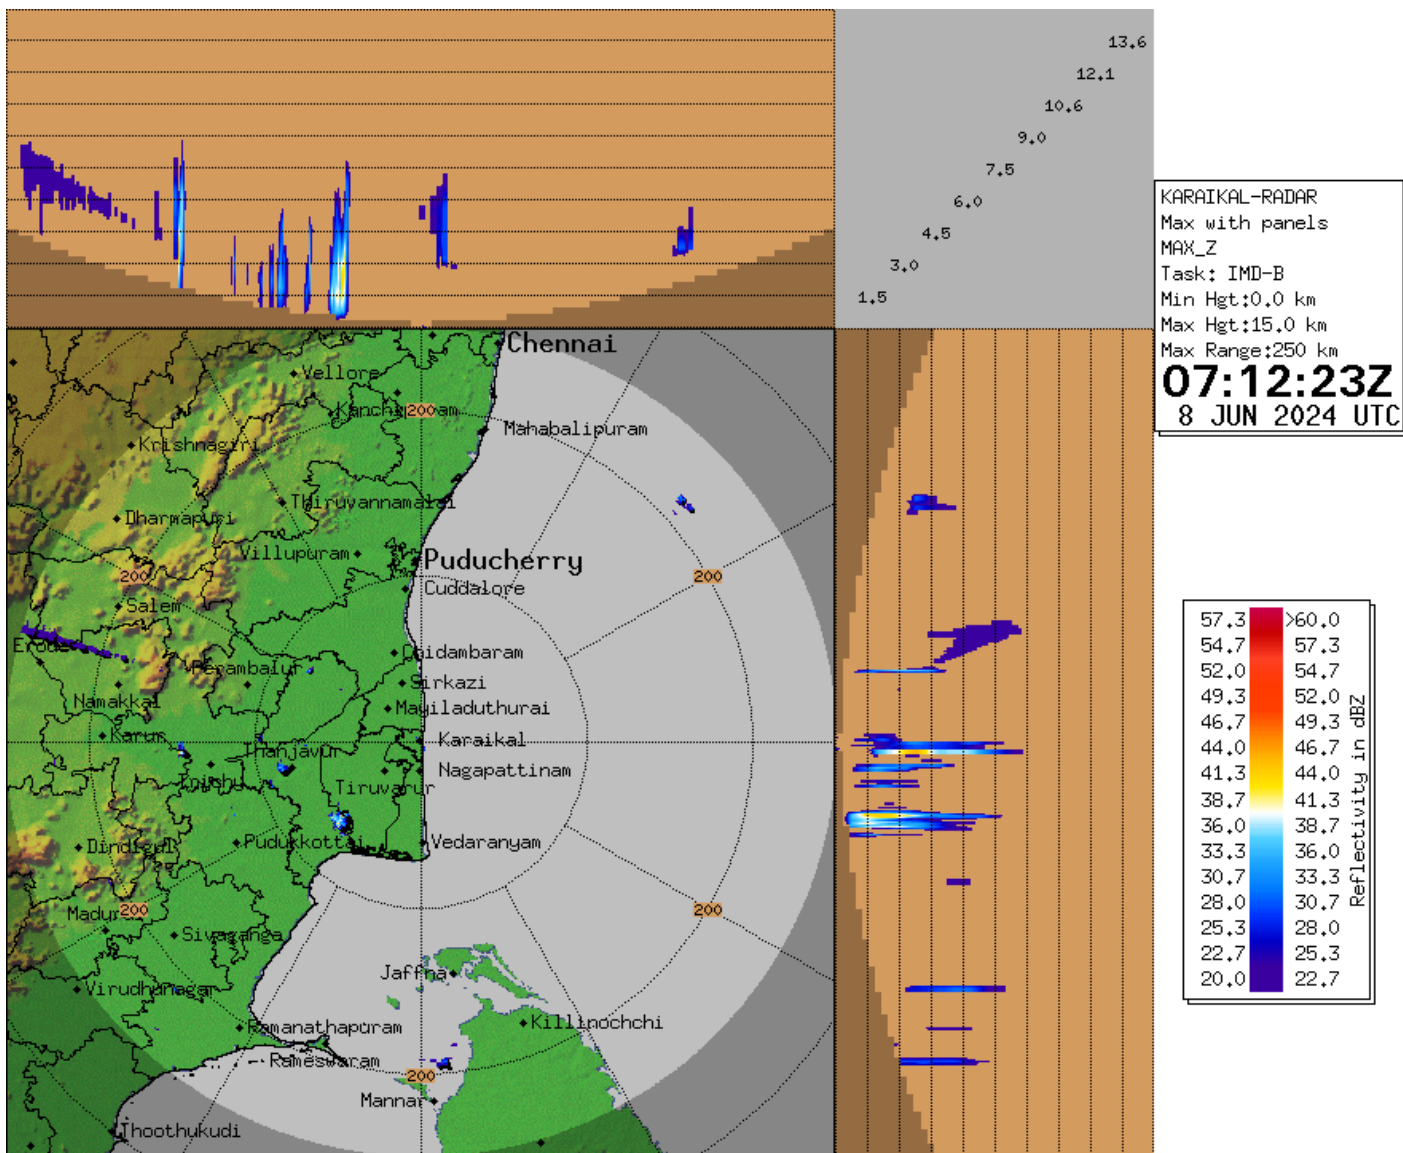 13.6
12.1
10.6
9.0
7.5
6.0
4.5
3.0
1.5
KARAIKAL-RADAR
Max with panels
MAX_Z
Task: IMD-B
Min Hgt:0.0 km
Max Hgt:15.0 km
Max Range:250 km
07:12:23Z
8 JUN 2024 UTC
Chennai
Vellore
200
Mahabalipuram
Krishnagiri
Thiruvannamalai
Dharmapuri
Villupuram
Puducherry
200
200
Cuddalore
Salem
Erode
Chidambaram
Perambalur
Sirkazi
Namakkal
Mayiladuthurai
Karur
Thanjavur
Karaikal
Trichy
Nagapattinam
Tiruvarur
Dindigul
Pudukkottai
Vedaranyam
200
200
Sivaganga
Jaffna
Virudhunagar
Ramanathapuram
Killinochchi
Rameswaram
200
Mannar
Thoothukudi
57.3 >60.0
54.7 57.3
52.0 54.7
49.3 52.0
46.7 49.3
44.0 46.7
41.3 44.0
38.7 41.3
36.0 38.7
33.3 36.0
30.7 33.3
28.0 30.7
25.3 28.0
22.7 25.3
20.0 22.7
Reflectivity in dBZ